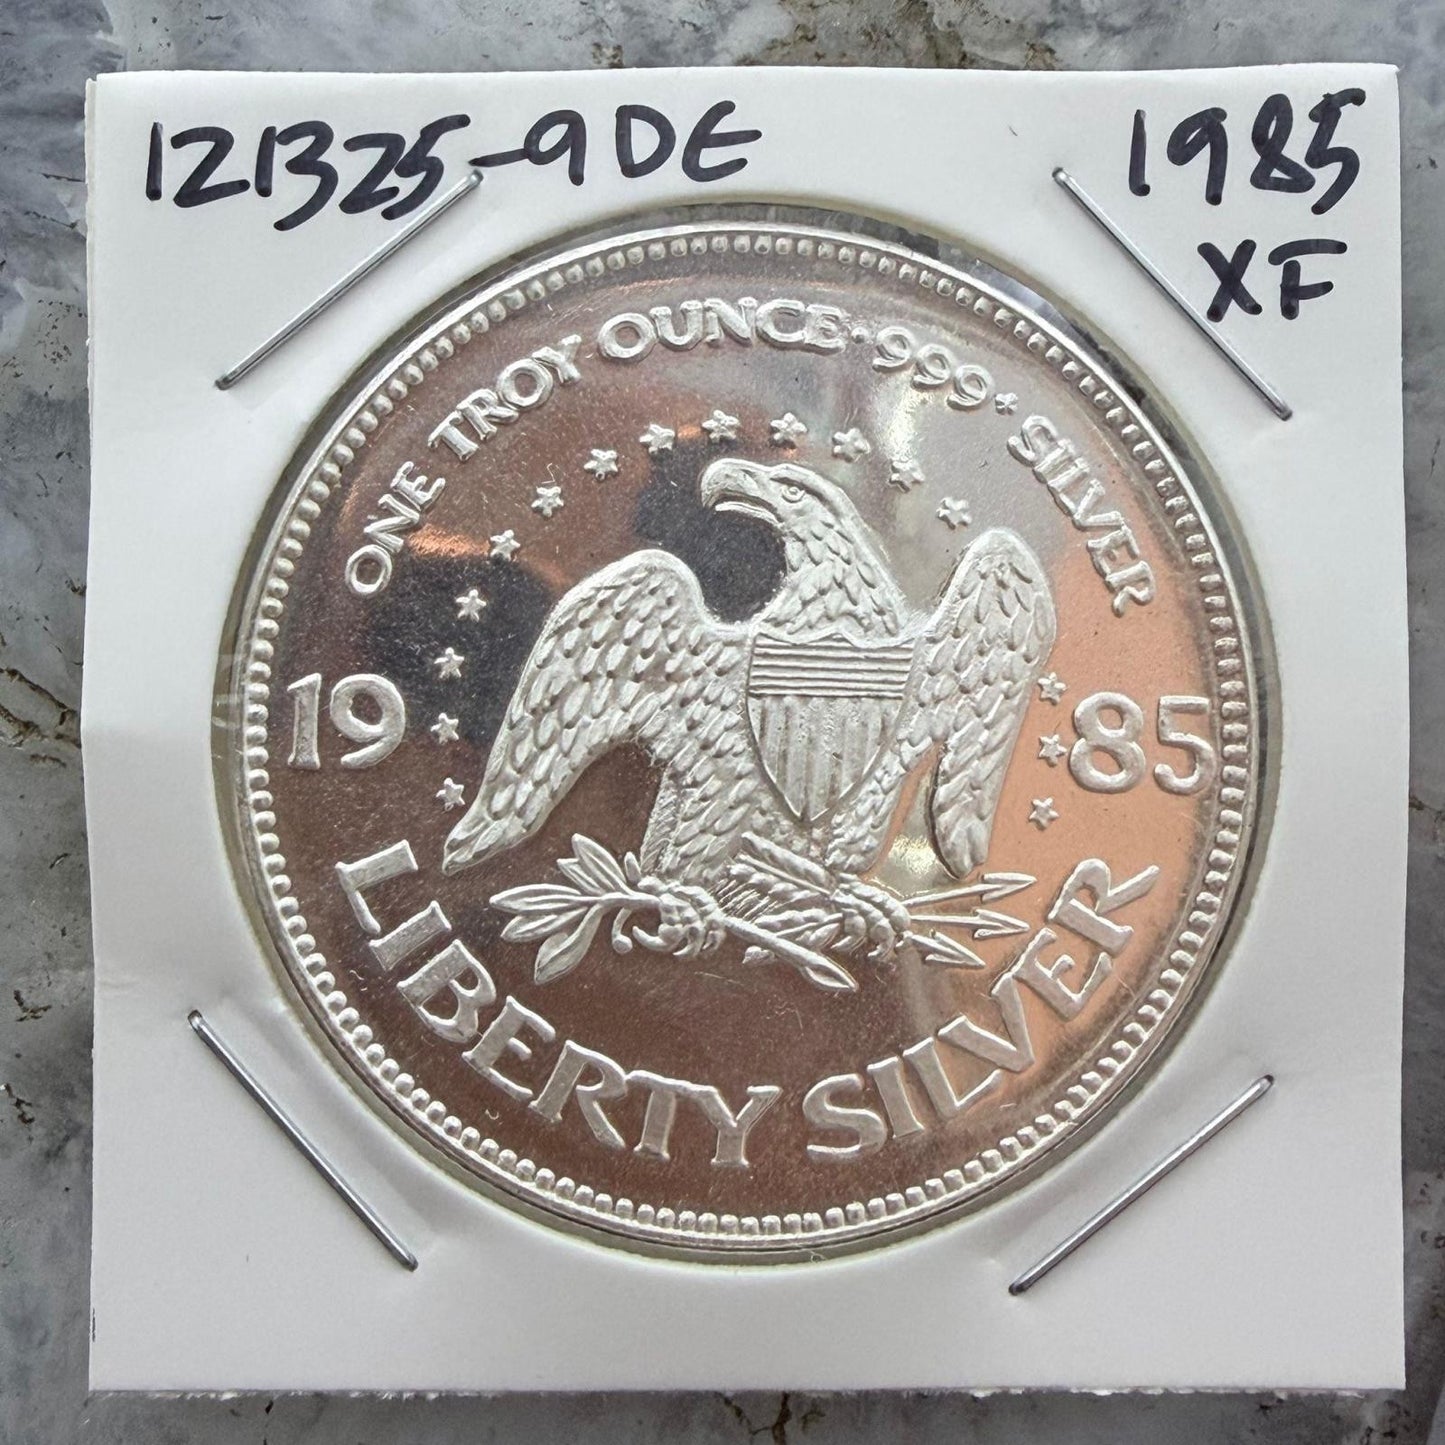 121325-9DE
1985
XF
ONE TROY OUNCE·999·SILVER
19 85
LIBERTY SILVER